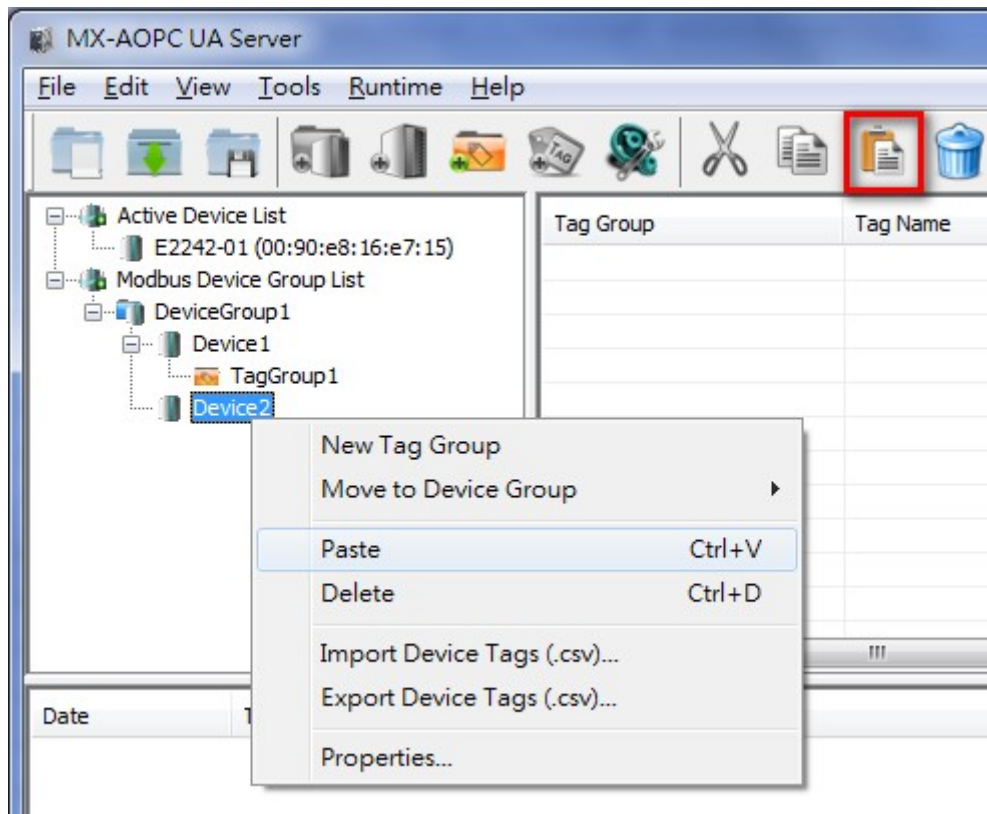 MX-AOPC UA Server
File Edit View Tools Runtime Help
TAG
Active Device List
E2242-01 (00:90:e8:16:e7:15)
Modbus Device Group List
DeviceGroup1
Device1
TagGroup1
Device2
Tag Group Tag Name
New Tag Group
Move to Device Group
Paste Ctrl+V
Delete Ctrl+D
Import Device Tags (.csv)...
Export Device Tags (.csv)...
Properties...
Date